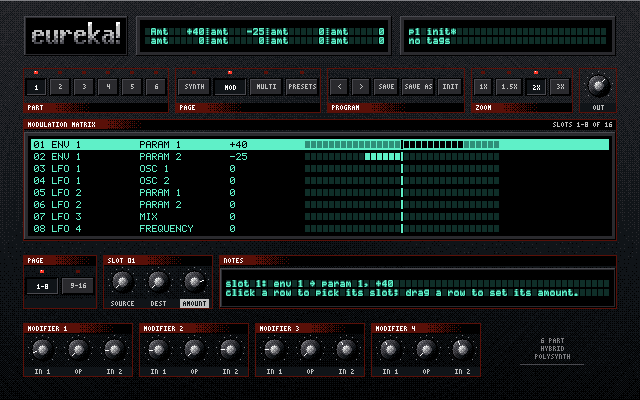 eureka!
Amt +40 amt -25 amt 0 amt 0
amt 0 amt 0 amt 0 amt 0
p1 init*
no tags
1 2 3 4 5 6
PART
SYNTH MOD MULTI PRESETS
PAGE
< > SAVE SAVE AS INIT
PROGRAM
1X 1.5X 2X 3X
ZOOM
OUT
MODULATION MATRIX
SLOTS 1-8 OF 16
01 ENV 1 PARAM 1 +40
02 ENV 1 PARAM 2 -25
03 LFO 1 OSC 1 0
04 LFO 1 OSC 2 0
05 LFO 2 PARAM 1 0
06 LFO 2 PARAM 2 0
07 LFO 3 MIX 0
08 LFO 4 FREQUENCY 0
PAGE
1-8 9-16
SLOT 01
SOURCE DEST AMOUNT
NOTES
slot 1: env 1 → param 1, +40
click a row to pick its slot; drag a row to set its amount.
MODIFIER 1
IN 1 OP IN 2
MODIFIER 2
IN 1 OP IN 2
MODIFIER 3
IN 1 OP IN 2
MODIFIER 4
IN 1 OP IN 2
6 PART
HYBRID
POLYSYNTH